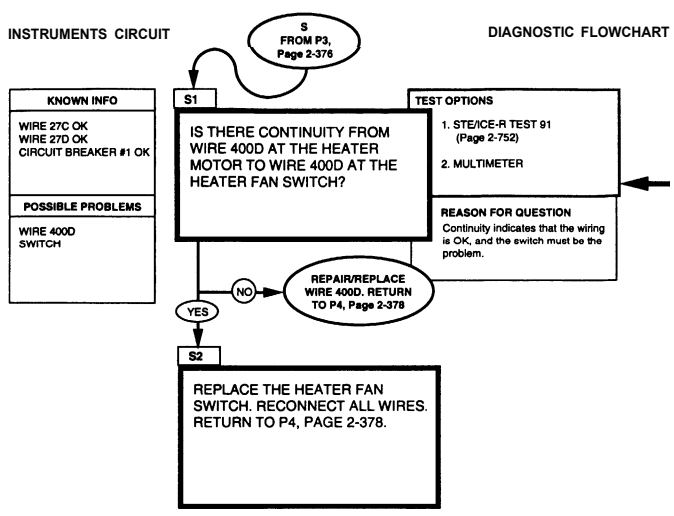 INSTRUMENTS CIRCUIT
DIAGNOSTIC FLOWCHART
S
FROM P3,
Page 2-376
KNOWN INFO
WIRE 27C OK
WIRE 27D OK
CIRCUIT BREAKER #1 OK
POSSIBLE PROBLEMS
WIRE 400D
SWITCH
S1
IS THERE CONTINUITY FROM
WIRE 400D AT THE HEATER
MOTOR TO WIRE 400D AT THE
HEATER FAN SWITCH?
TEST OPTIONS
1. STE/ICE-R TEST 91
(Page 2-752)
2. MULTIMETER
REASON FOR QUESTION
Continuity indicates that the wiring
is OK, and the switch must be the
problem.
NO
REPAIR/REPLACE
WIRE 400D. RETURN
TO P4, Page 2-378
YES
S2
REPLACE THE HEATER FAN
SWITCH. RECONNECT ALL WIRES.
RETURN TO P4, PAGE 2-378.